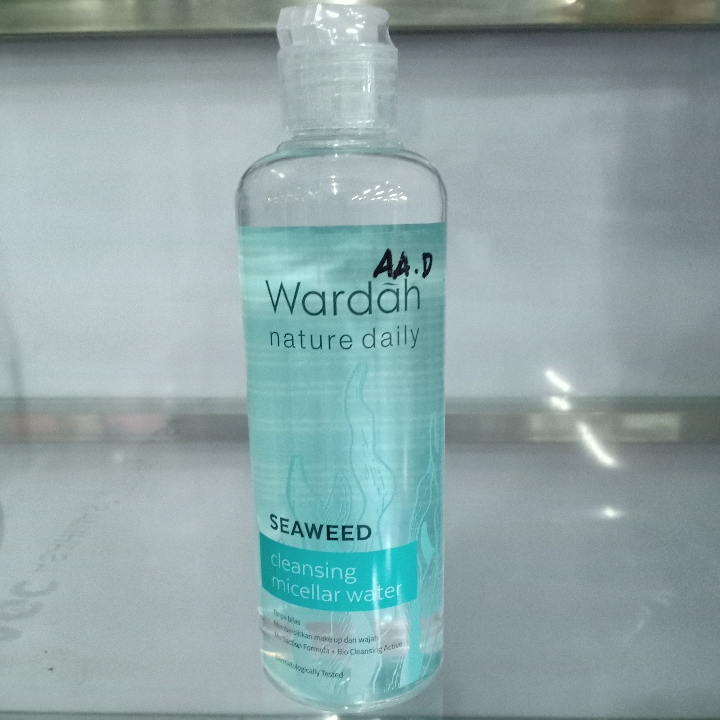 AA.D
Wardah
nature daily
SEAWEED
cleansing
micellar water
Tanpa bilas
Membersihkan make up dan wajah
Formula + Bio Cleansing Active
Dermatologically Tested